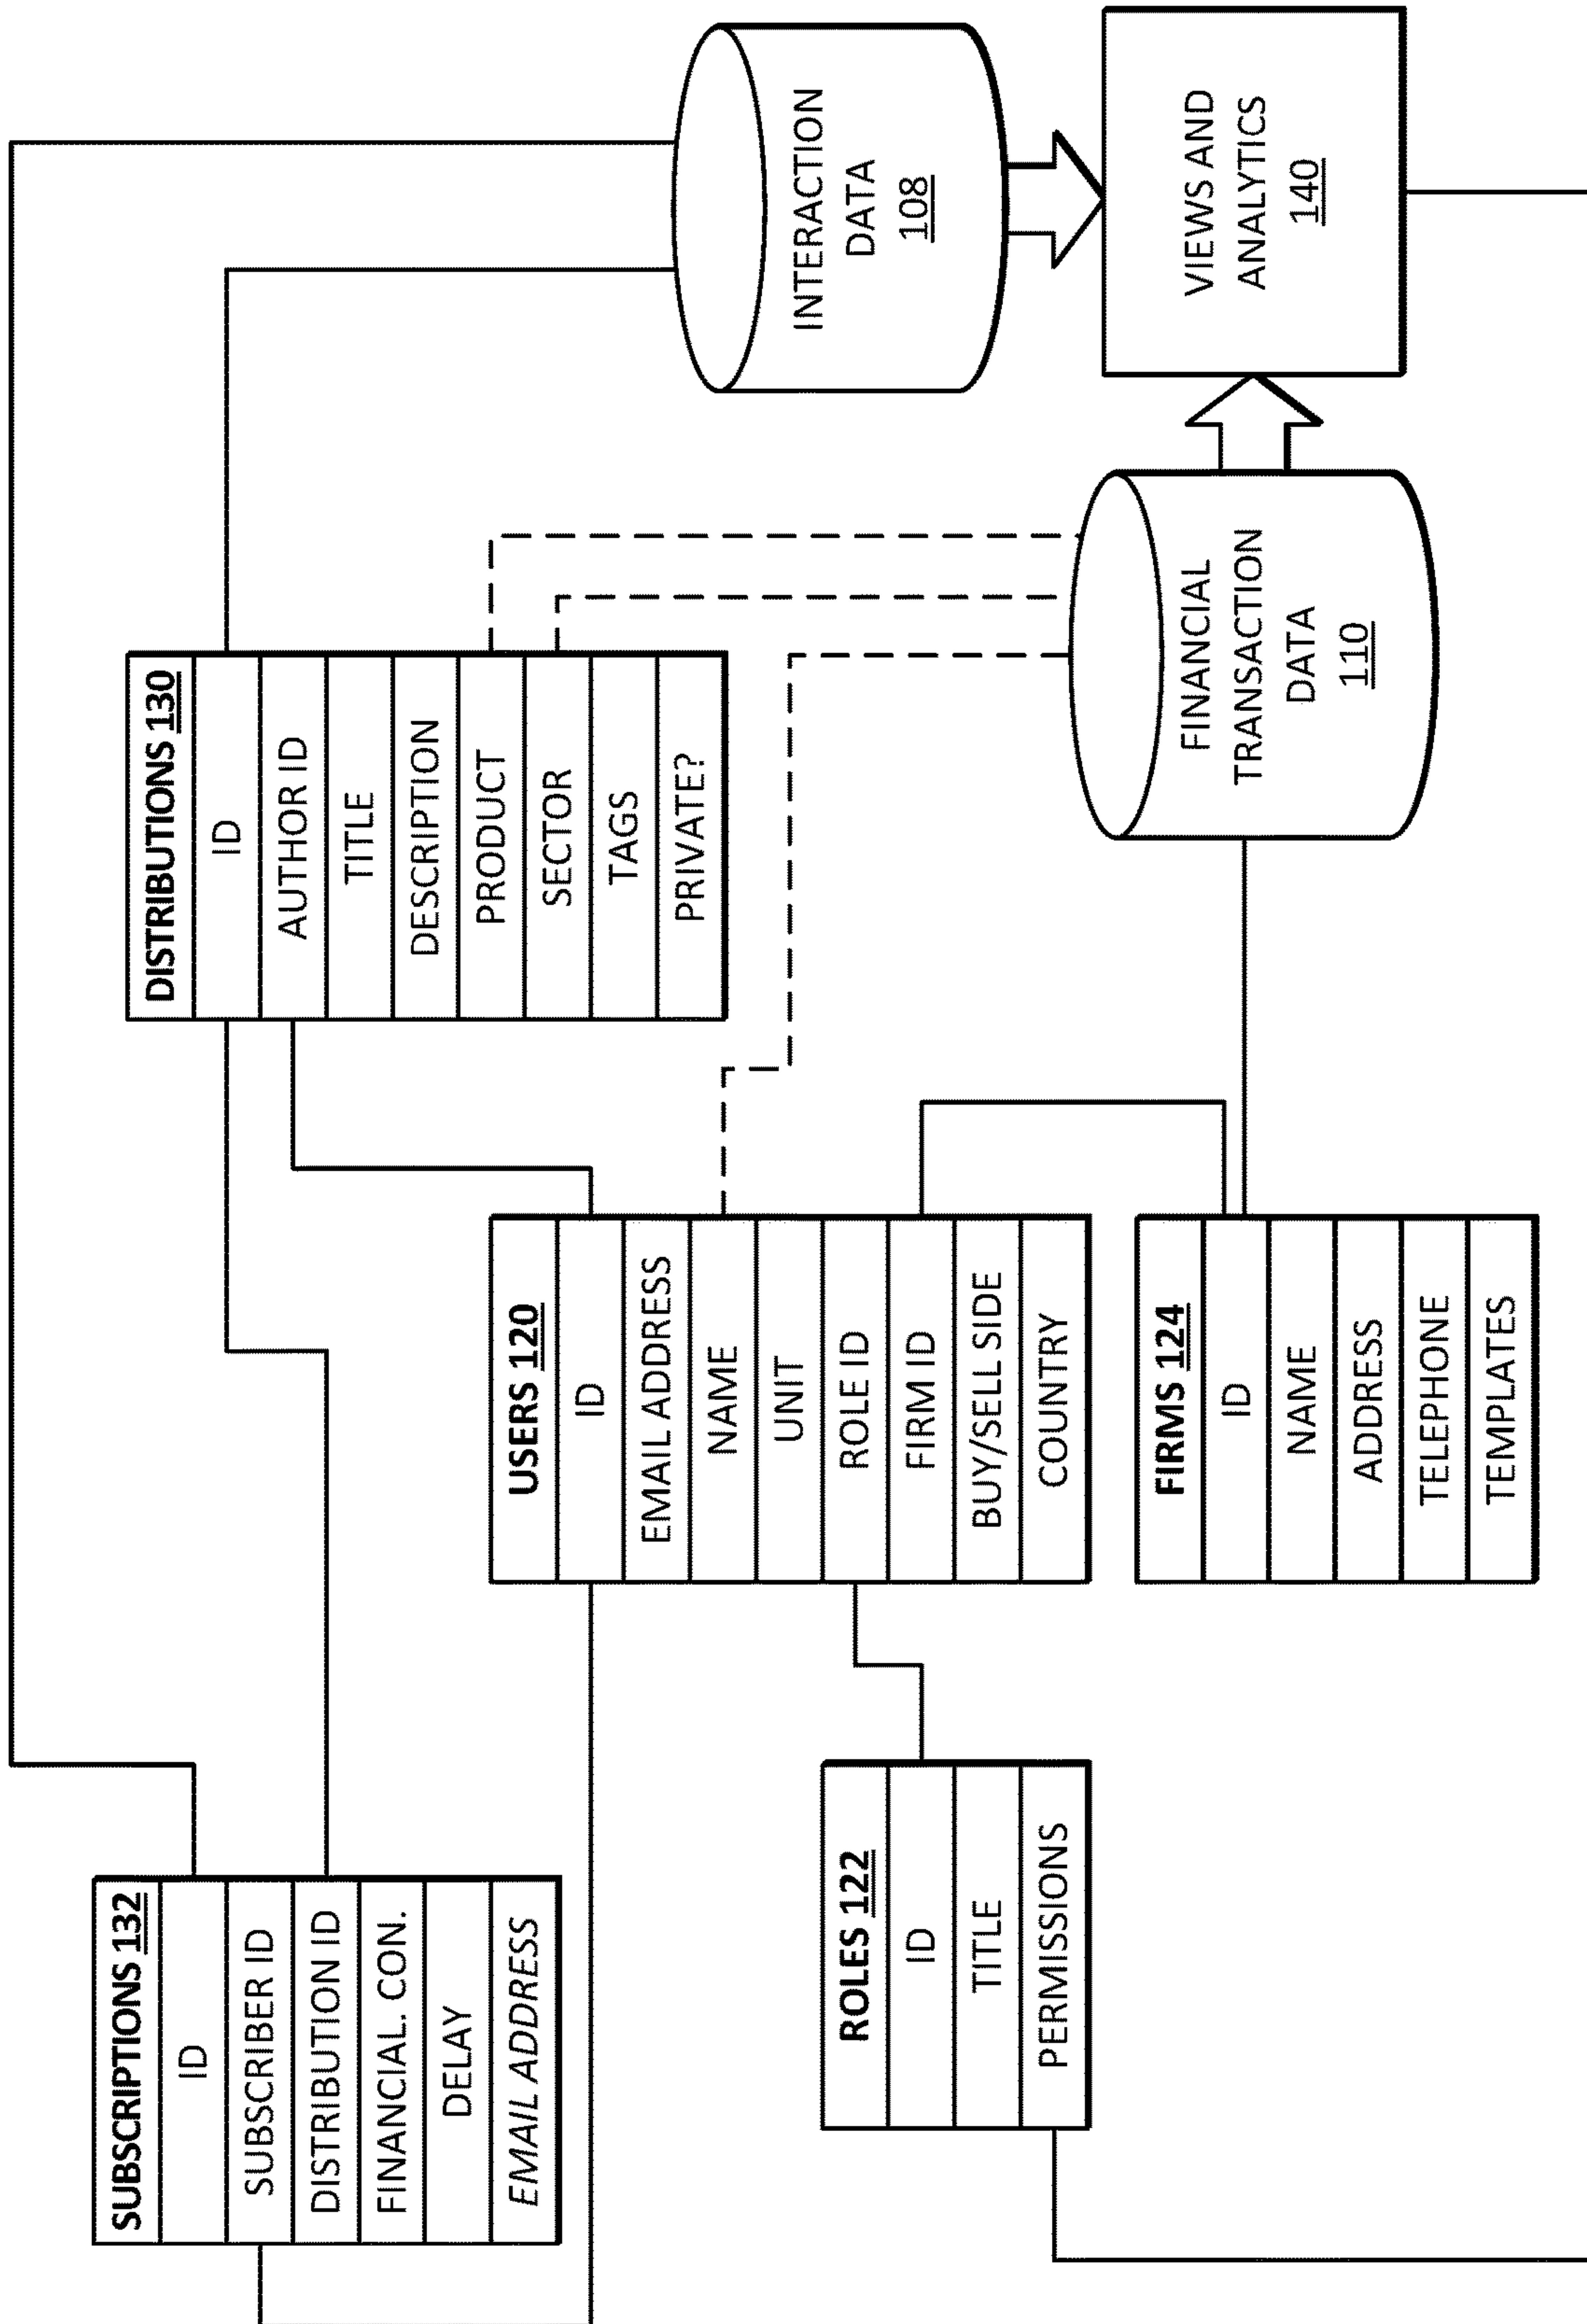 SUBSCRIPTIONS 132
ID
SUBSCRIBER ID
DISTRIBUTION ID
FINANCIAL. CON.
DELAY
EMAIL ADDRESS
ROLES 122
ID
TITLE
PERMISSIONS
USERS 120
ID
EMAIL ADDRESS
NAME
UNIT
ROLE ID
FIRM ID
BUY/SELL SIDE
COUNTRY
FIRMS 124
ID
NAME
ADDRESS
TELEPHONE
TEMPLATES
DISTRIBUTIONS 130
ID
AUTHOR ID
TITLE
DESCRIPTION
PRODUCT
SECTOR
TAGS
PRIVATE?
FINANCIAL
TRANSACTION
DATA
110
INTERACTION
DATA
108
VIEWS AND
ANALYTICS
140